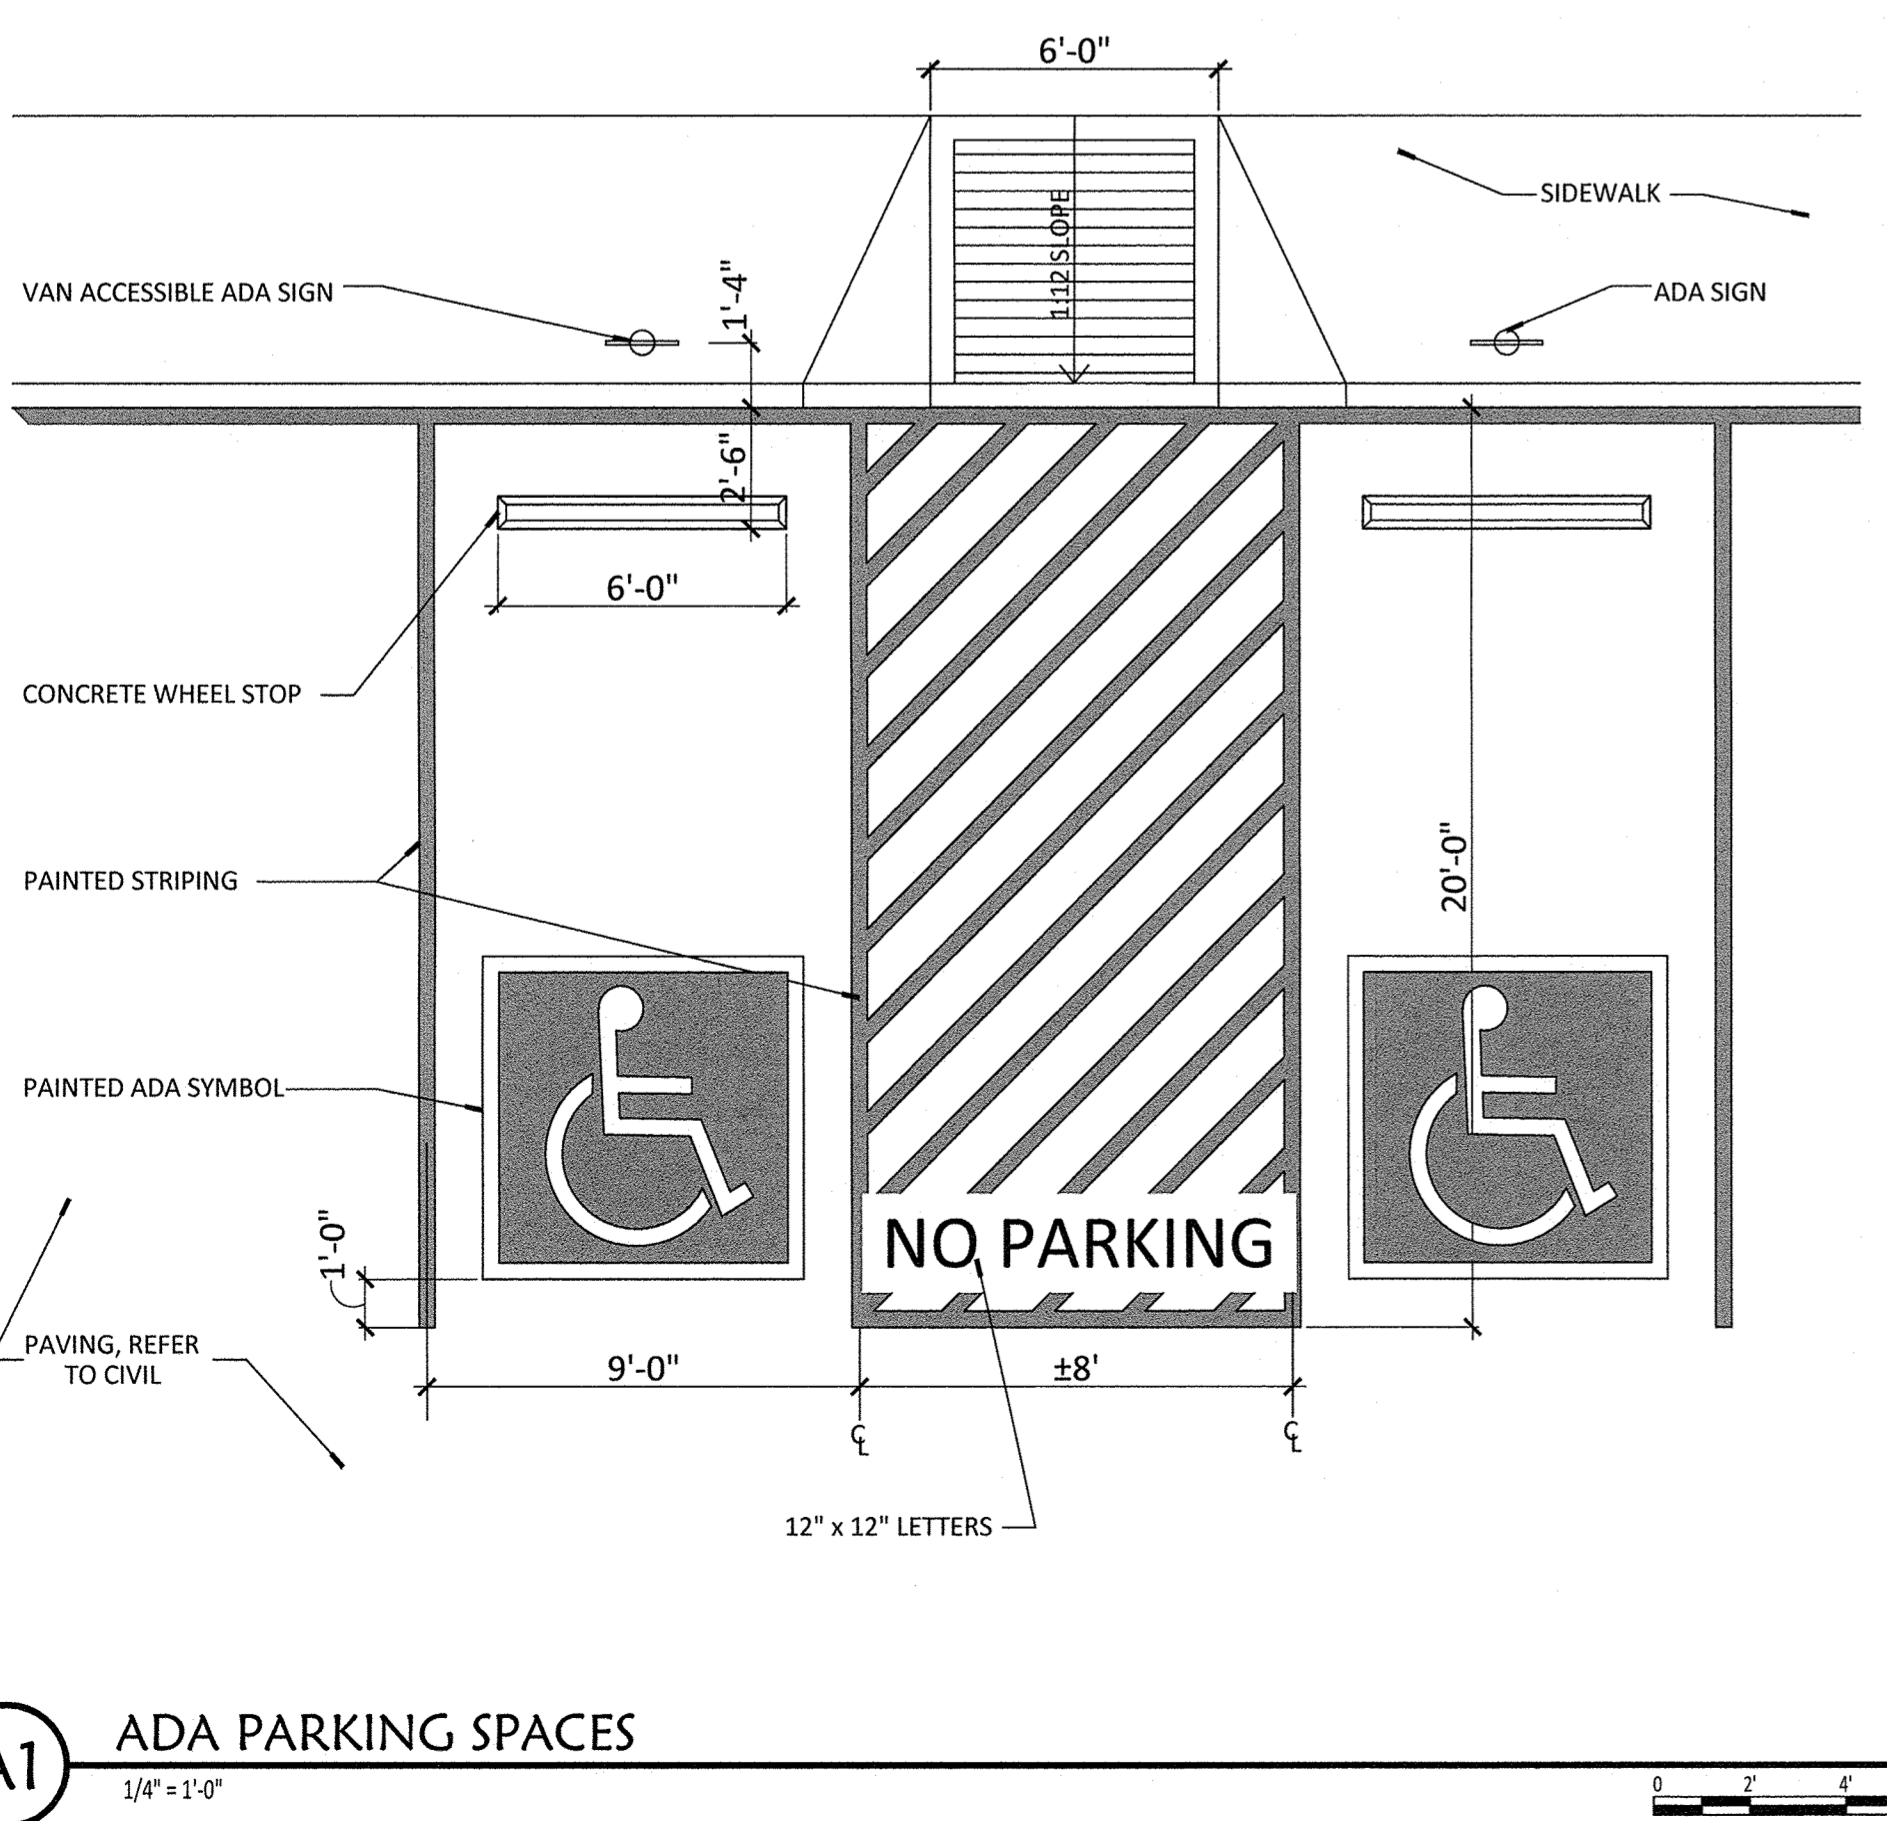 6'-0"
SIDEWALK
1:12 SLOPE
VAN ACCESSIBLE ADA SIGN
1'-4"
ADA SIGN
2'-6"
6'-0"
CONCRETE WHEEL STOP
20'-0"
PAINTED STRIPING
PAINTED ADA SYMBOL
1'-0"
NO PARKING
PAVING, REFER
TO CIVIL
9'-0"
±8'
℄
℄
12" x 12" LETTERS
A1
ADA PARKING SPACES
1/4" = 1'-0"
0 2' 4'